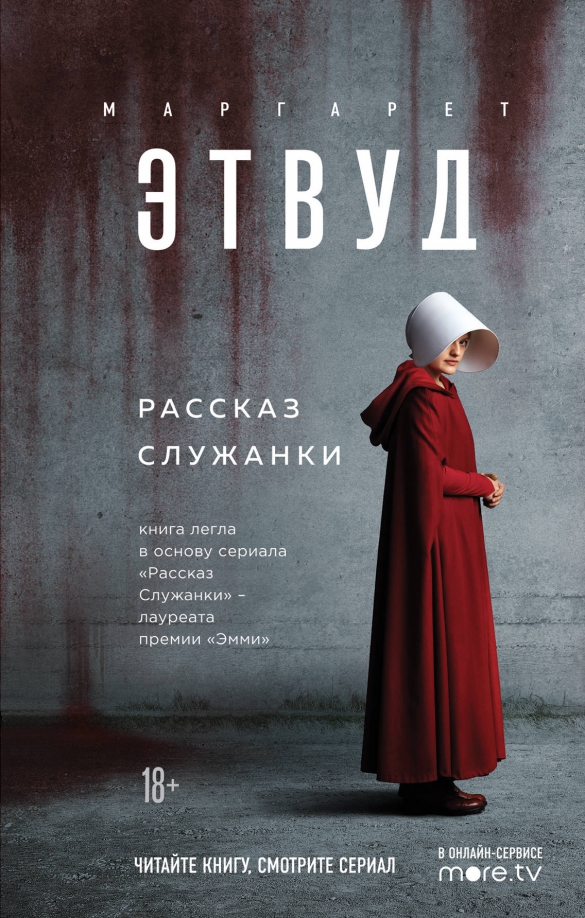 МАРГАРЕТ
ЭТВУД
РАССКАЗ
СЛУЖАНКИ
книга легла
в основу сериала
«Рассказ
Служанки» –
лауреата
премии «Эмми»
18+
ЧИТАЙТЕ КНИГУ, СМОТРИТЕ СЕРИАЛ
В ОНЛАЙН-СЕРВИСЕ
more.tv